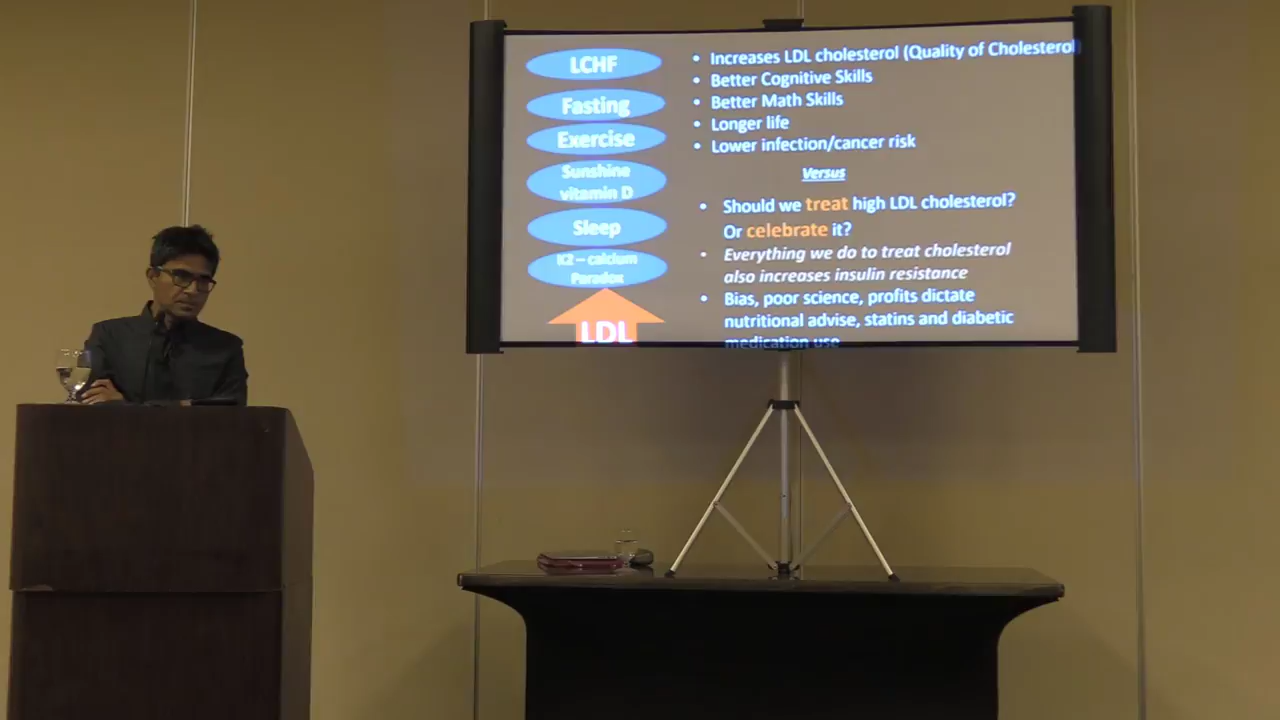 LCHF
Fasting
Exercise
Sunshine
vitamin D
Sleep
K2 – calcium
Paradox
LDL
• Increases LDL cholesterol (Quality of Cholesterol)
• Better Cognitive Skills
• Better Math Skills
• Longer life
• Lower infection/cancer risk
Versus
• Should we treat high LDL cholesterol?
Or celebrate it?
• Everything we do to treat cholesterol
also increases insulin resistance
• Bias, poor science, profits dictate
nutritional advise, statins and diabetic
medication use